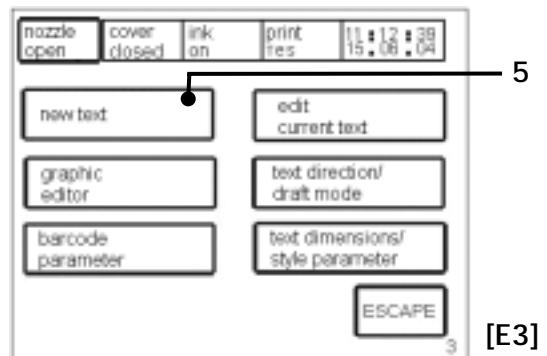 nozzle open cover closed ink on print res 11:12:39 15.06.04
5
new text edit current text
graphic editor text direction/ draft mode
barcode parameter text dimensions/ style parameter
ESCAPE
3
[E3]